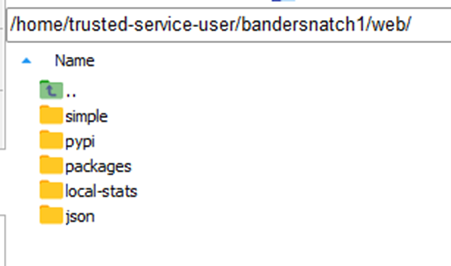 /home/trusted-service-user/bandersnatch1/web/
Name
..
simple
pypi
packages
local-stats
json